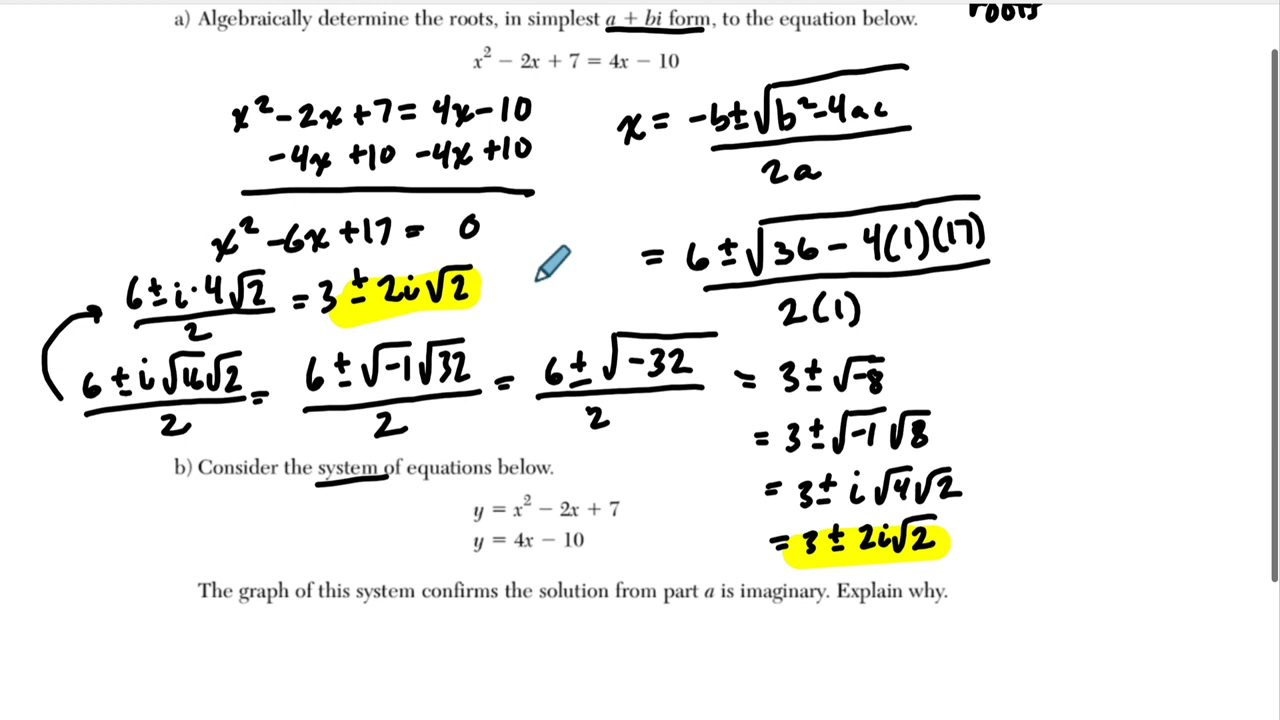 roots
a) Algebraically determine the roots, in simplest a + bi form, to the equation below.
x² − 2x + 7 = 4x − 10
x² - 2x + 7 = 4x - 10
-4x +10 -4x +10
x² - 6x + 17 = 0
x = -b ± √(b² - 4ac) / 2a
= 6 ± √(36 - 4(1)(17)) / 2(1)
6 ± i·4√2 / 2 = 3 ± 2i√2
6 ± i√16√2 / 2 = 6 ± √-1√32 / 2 = 6 ± √-32 / 2 = 3 ± √-8
= 3 ± √-1 √8
= 3 ± i√4√2
= 3 ± 2i√2
b) Consider the system of equations below.
y = x² − 2x + 7
y = 4x − 10
The graph of this system confirms the solution from part a is imaginary. Explain why.